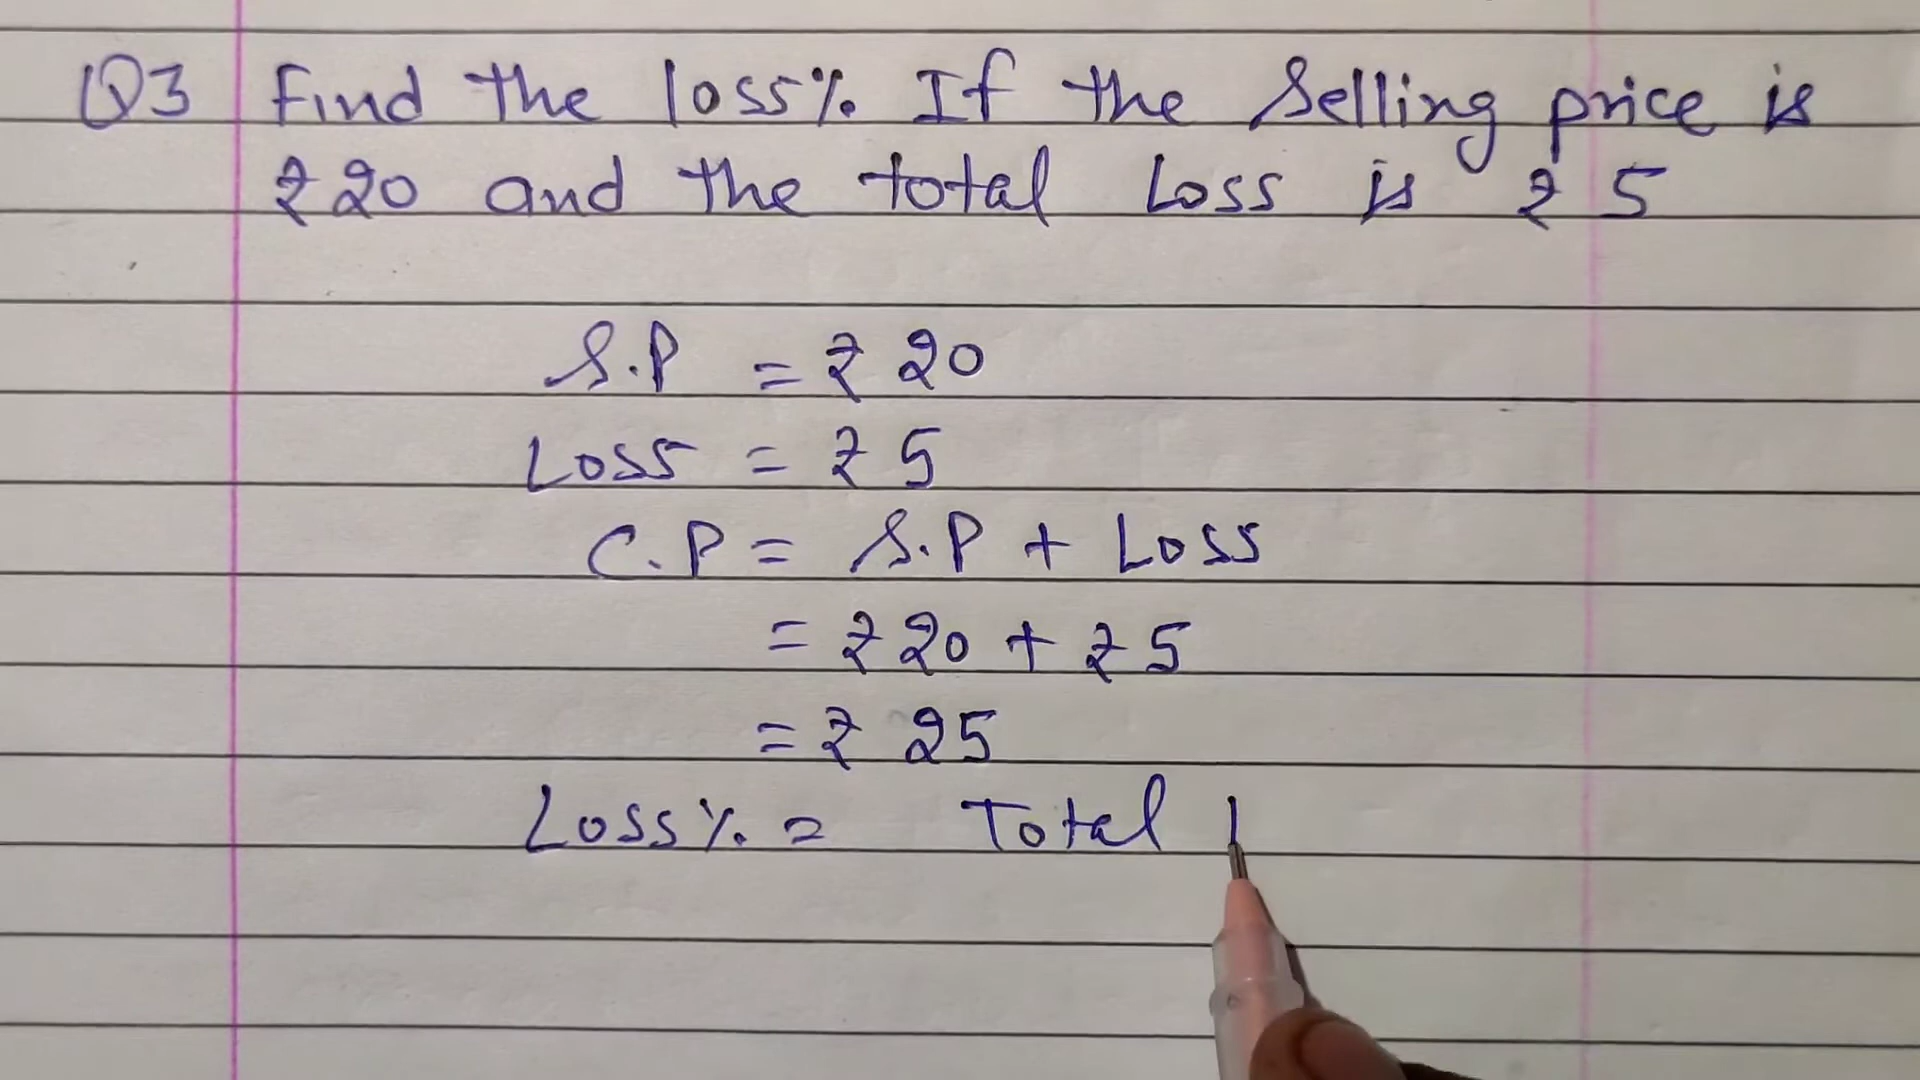 Q3 Find the loss% If the Selling price is
₹20 and the total Loss is ₹ 5
S.P = ₹ 20
Loss = ₹ 5
C.P = S.P + Loss
= ₹ 20 + ₹ 5
= ₹ 25
Loss% = Total